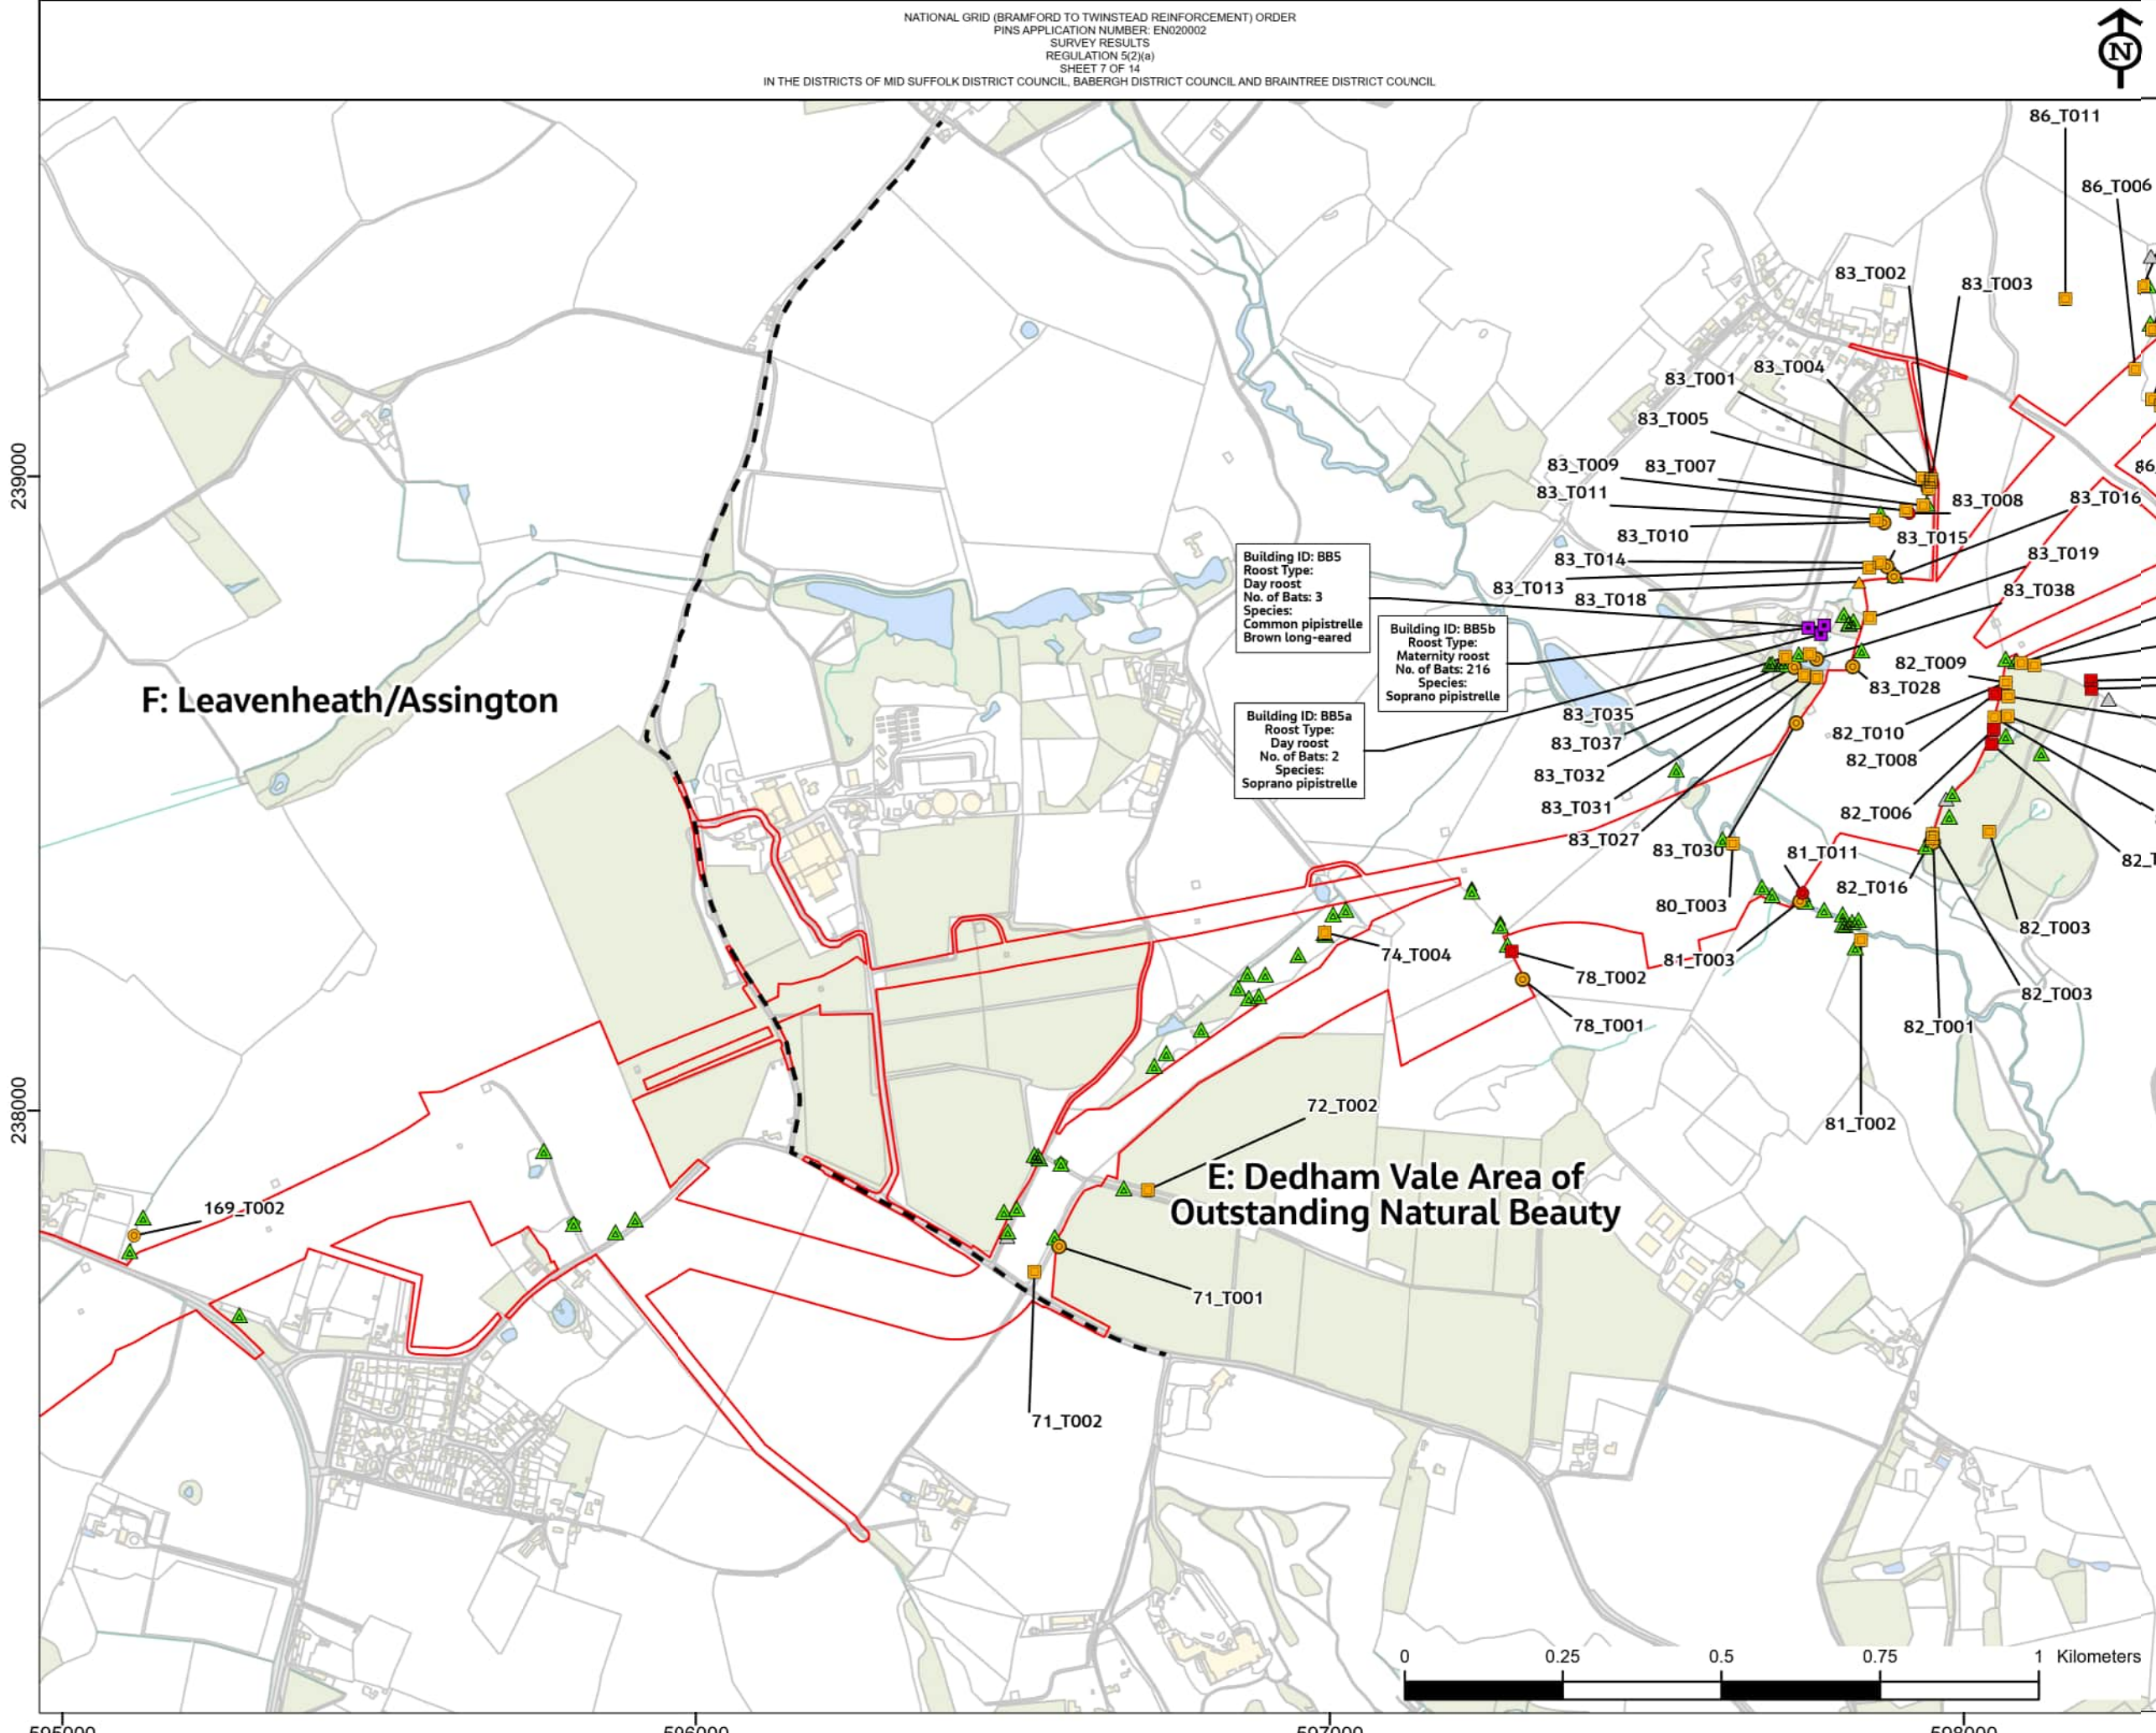 NATIONAL GRID (BRAMFORD TO TWINSTEAD REINFORCEMENT) ORDER
PINS APPLICATION NUMBER: EN020002
SURVEY RESULTS
REGULATION 5(2)(a)
SHEET 7 OF 14
IN THE DISTRICTS OF MID SUFFOLK DISTRICT COUNCIL, BABERGH DISTRICT COUNCIL AND BRAINTREE DISTRICT COUNCIL
N
86_T011
86_T006
83_T002
83_T003
83_T004
83_T001
83_T005
83_T009
83_T007
83_T011
83_T008
83_T016
83_T010
83_T015
83_T014
83_T019
83_T013
83_T018
83_T038
86_
239000
Building ID: BB5
Roost Type:
Day roost
No. of Bats: 3
Species:
Common pipistrelle
Brown long-eared
Building ID: BB5b
Roost Type:
Maternity roost
No. of Bats: 216
Species:
Soprano pipistrelle
Building ID: BB5a
Roost Type:
Day roost
No. of Bats: 2
Species:
Soprano pipistrelle
F: Leavenheath/Assington
82_T009
83_T028
83_T035
82_T010
83_T037
82_T008
83_T032
83_T031
82_T006
83_T027
83_T030
81_T011
82_T016
80_T003
82_T003
74_T004
81_T003
78_T002
82_T003
78_T001
82_T001
238000
72_T002
81_T002
E: Dedham Vale Area of
Outstanding Natural Beauty
169_T002
71_T001
71_T002
0 0.25 0.5 0.75 1 Kilometers
595000 596000 597000 598000